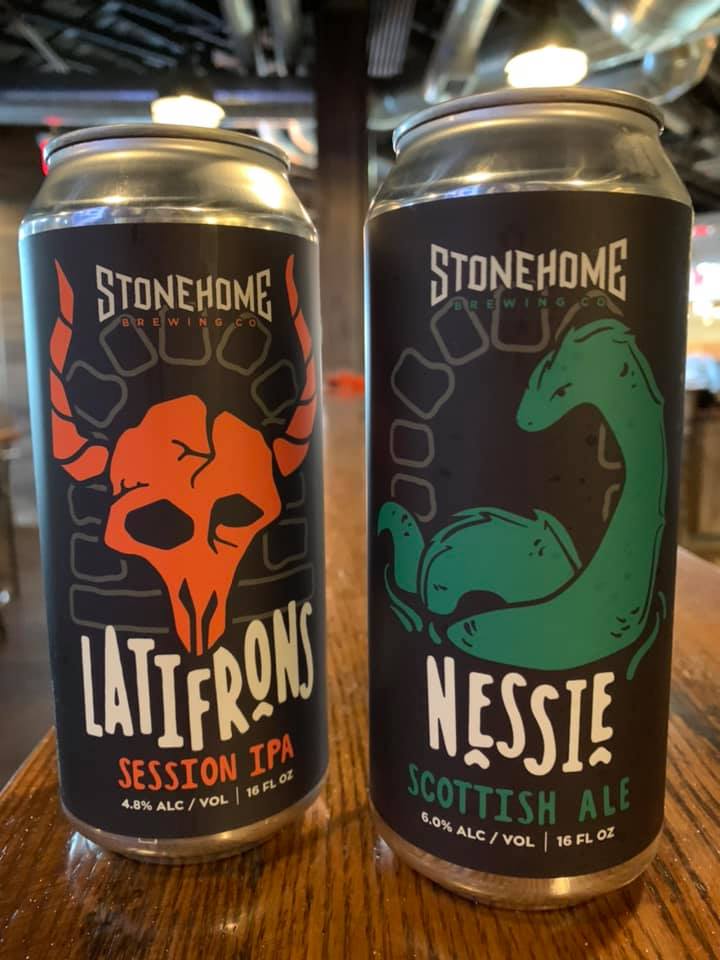 STONEHOME
BREWING CO
LATIFRONS
SESSION IPA
4.8% ALC / VOL | 16 FL OZ
STONEHOME
BREWING CO
NESSIE
SCOTTISH ALE
6.0% ALC / VOL | 16 FL OZ